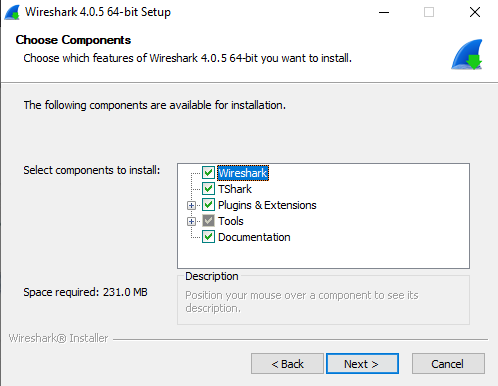 Wireshark 4.0.5 64-bit Setup
Choose Components
Choose which features of Wireshark 4.0.5 64-bit you want to install.
The following components are available for installation.
Select components to install:
Wireshark
TShark
Plugins & Extensions
Tools
Documentation
Space required: 231.0 MB
Description
Position your mouse over a component to see its
description.
Wireshark® Installer
< Back
Next >
Cancel